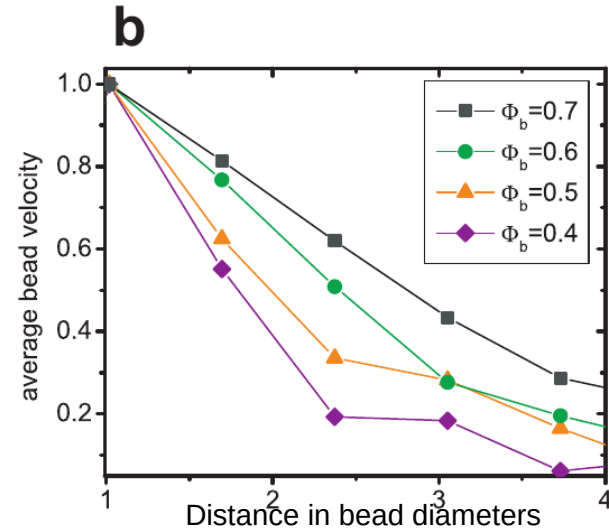 b
average bead velocity
1.0
0.8
0.6
0.4
0.2
Φb=0.7
Φb=0.6
Φb=0.5
Φb=0.4
1 2 3 4
Distance in bead diameters